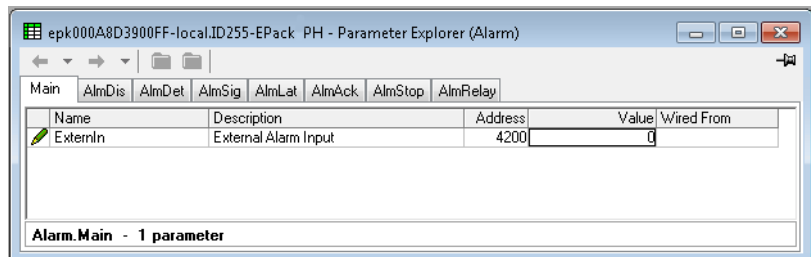 epk000A8D3900FF-local.ID255-EPack PH - Parameter Explorer (Alarm)
Main AlmDis AlmDet AlmSig AlmLat AlmAck AlmStop AlmRelay
Name Description Address Value Wired From
ExternIn External Alarm Input 4200 0
Alarm.Main - 1 parameter